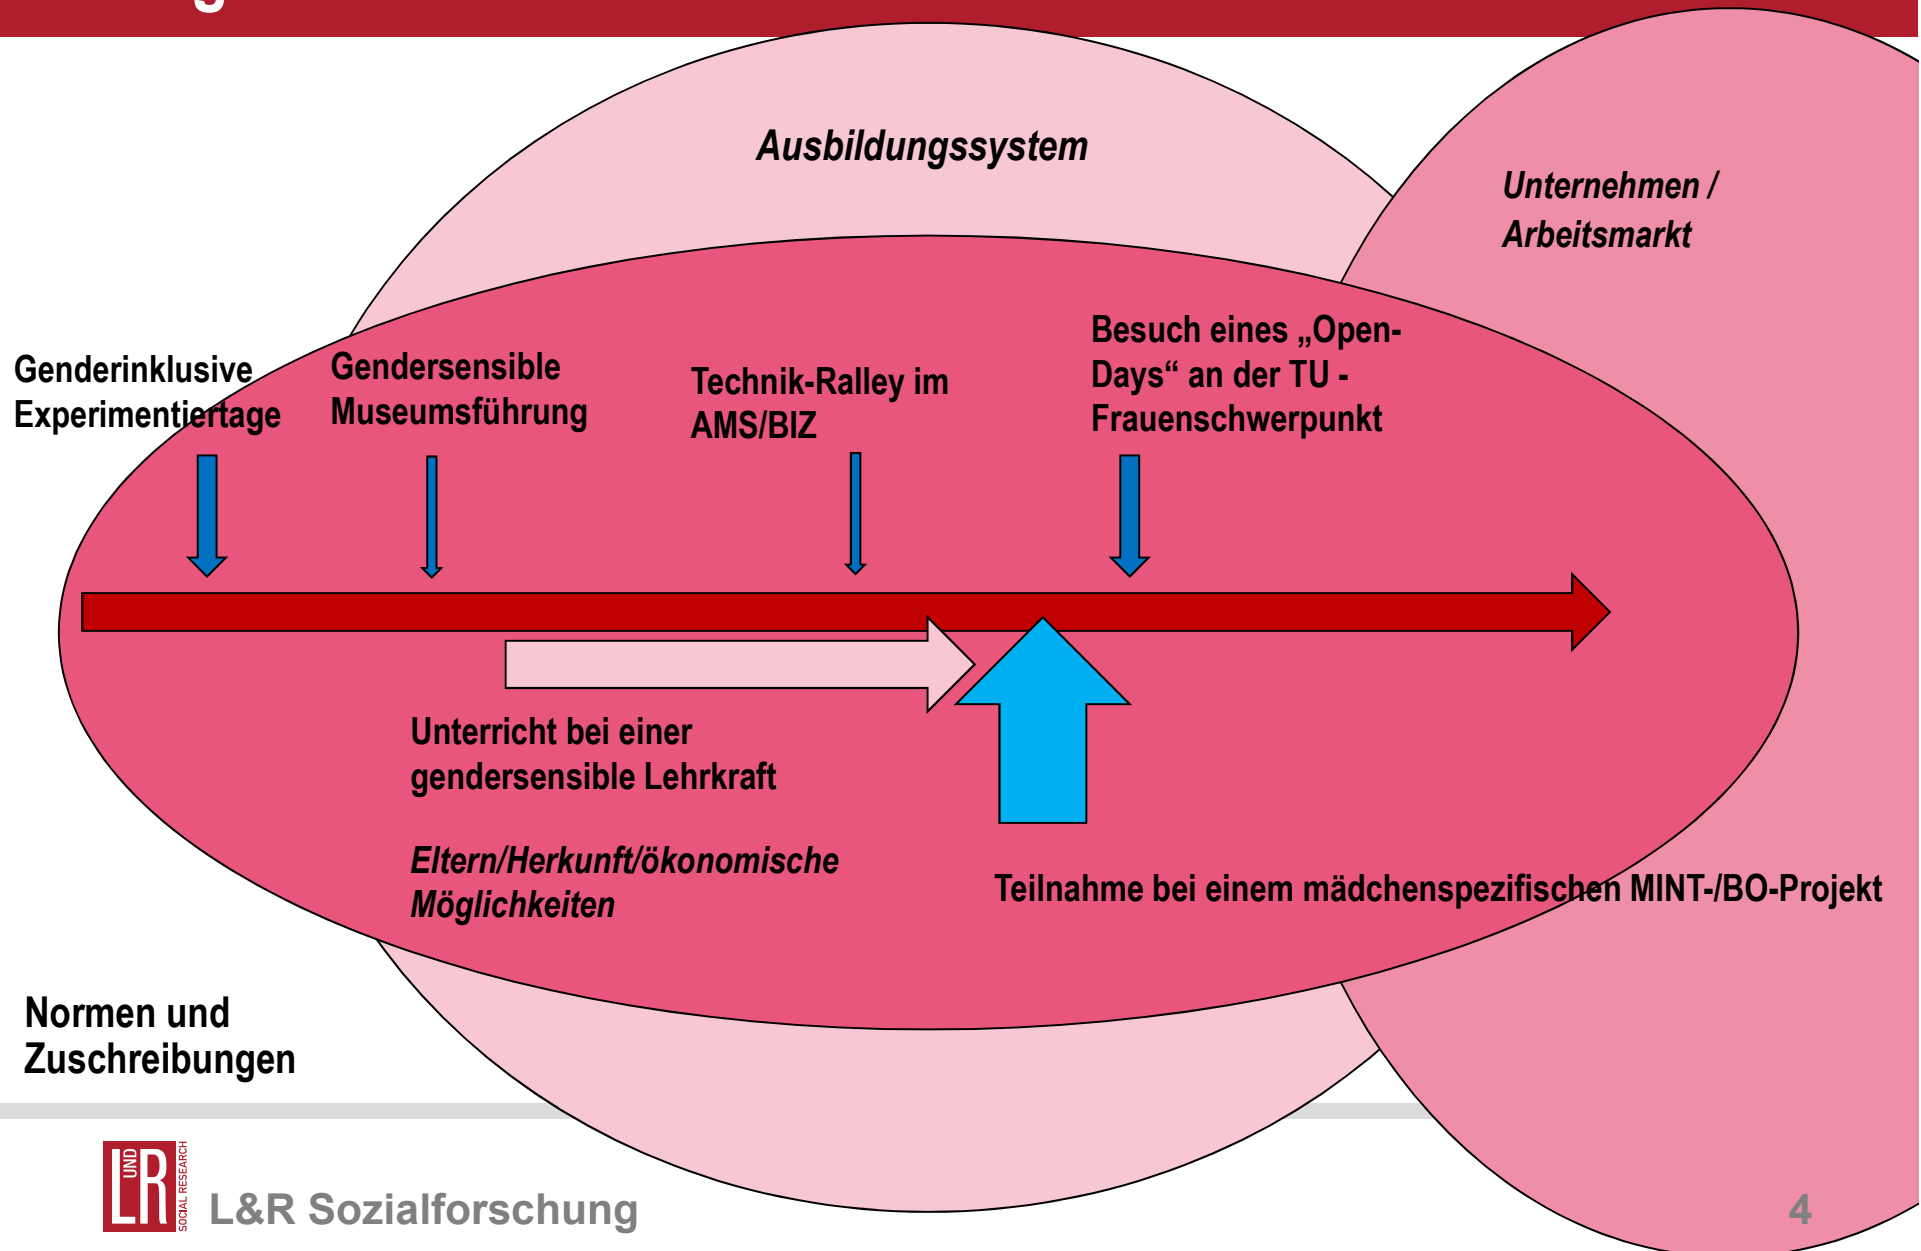 Ausbildungssystem
Unternehmen /
Arbeitsmarkt
Genderinklusive
Experimentiertage
Gendersensible
Museumsführung
Technik-Ralley im
AMS/BIZ
Besuch eines „Open-
Days“ an der TU -
Frauenschwerpunkt
Unterricht bei einer
gendersensible Lehrkraft
Eltern/Herkunft/ökonomische
Möglichkeiten
Teilnahme bei einem mädchenspezifischen MINT-/BO-Projekt
Normen und
Zuschreibungen
L UND R
SOCIAL RESEARCH
L&R Sozialforschung
4